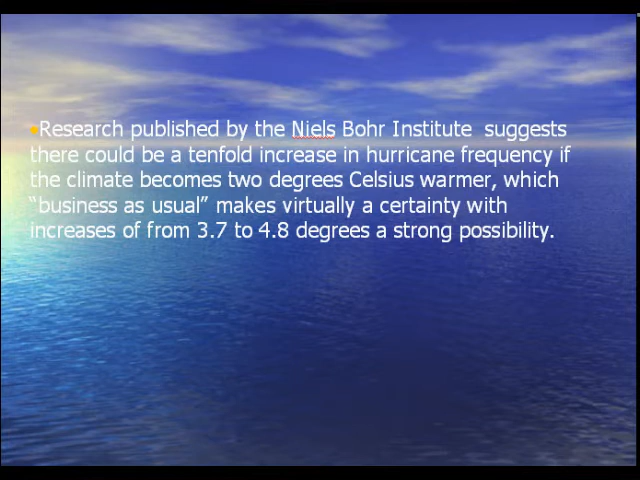 •Research published by the Niels Bohr Institute  suggests
there could be a tenfold increase in hurricane frequency if
the climate becomes two degrees Celsius warmer, which
“business as usual” makes virtually a certainty with
increases of from 3.7 to 4.8 degrees a strong possibility.